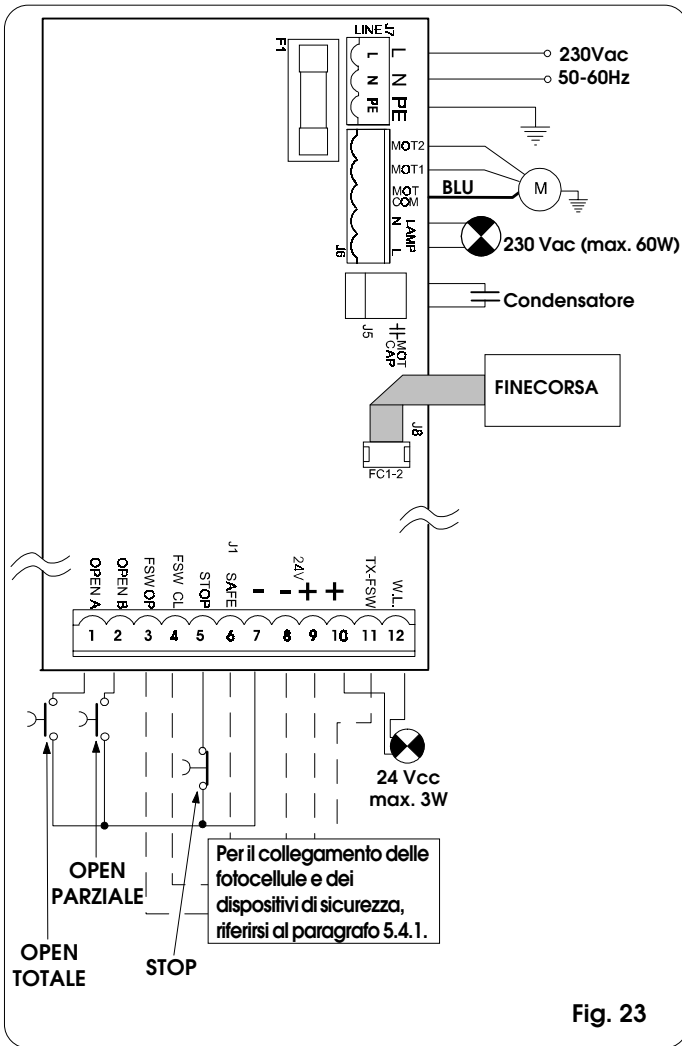 F1
LINE
J7
L
N
PE
L
N
PE
230Vac
50-60Hz
MOT2
MOT1
MOT
COM
BLU
M
N
LAMP
L
J6
230 Vac (max. 60W)
Condensatore
J5
MOT
CAP
FINECORSA
J8
FC1-2
OPEN A
OPEN B
FSW OP
FSW CL
STOP
J1
SAFE
-
-
24V
+
+
TX-FSW
W.L.
1 2 3 4 5 6 7 8 9 10 11 12
24 Vcc
max. 3W
OPEN
PARZIALE
OPEN
TOTALE
STOP
Per il collegamento delle
fotocellule e dei
dispositivi di sicurezza,
riferirsi al paragrafo 5.4.1.
Fig. 23